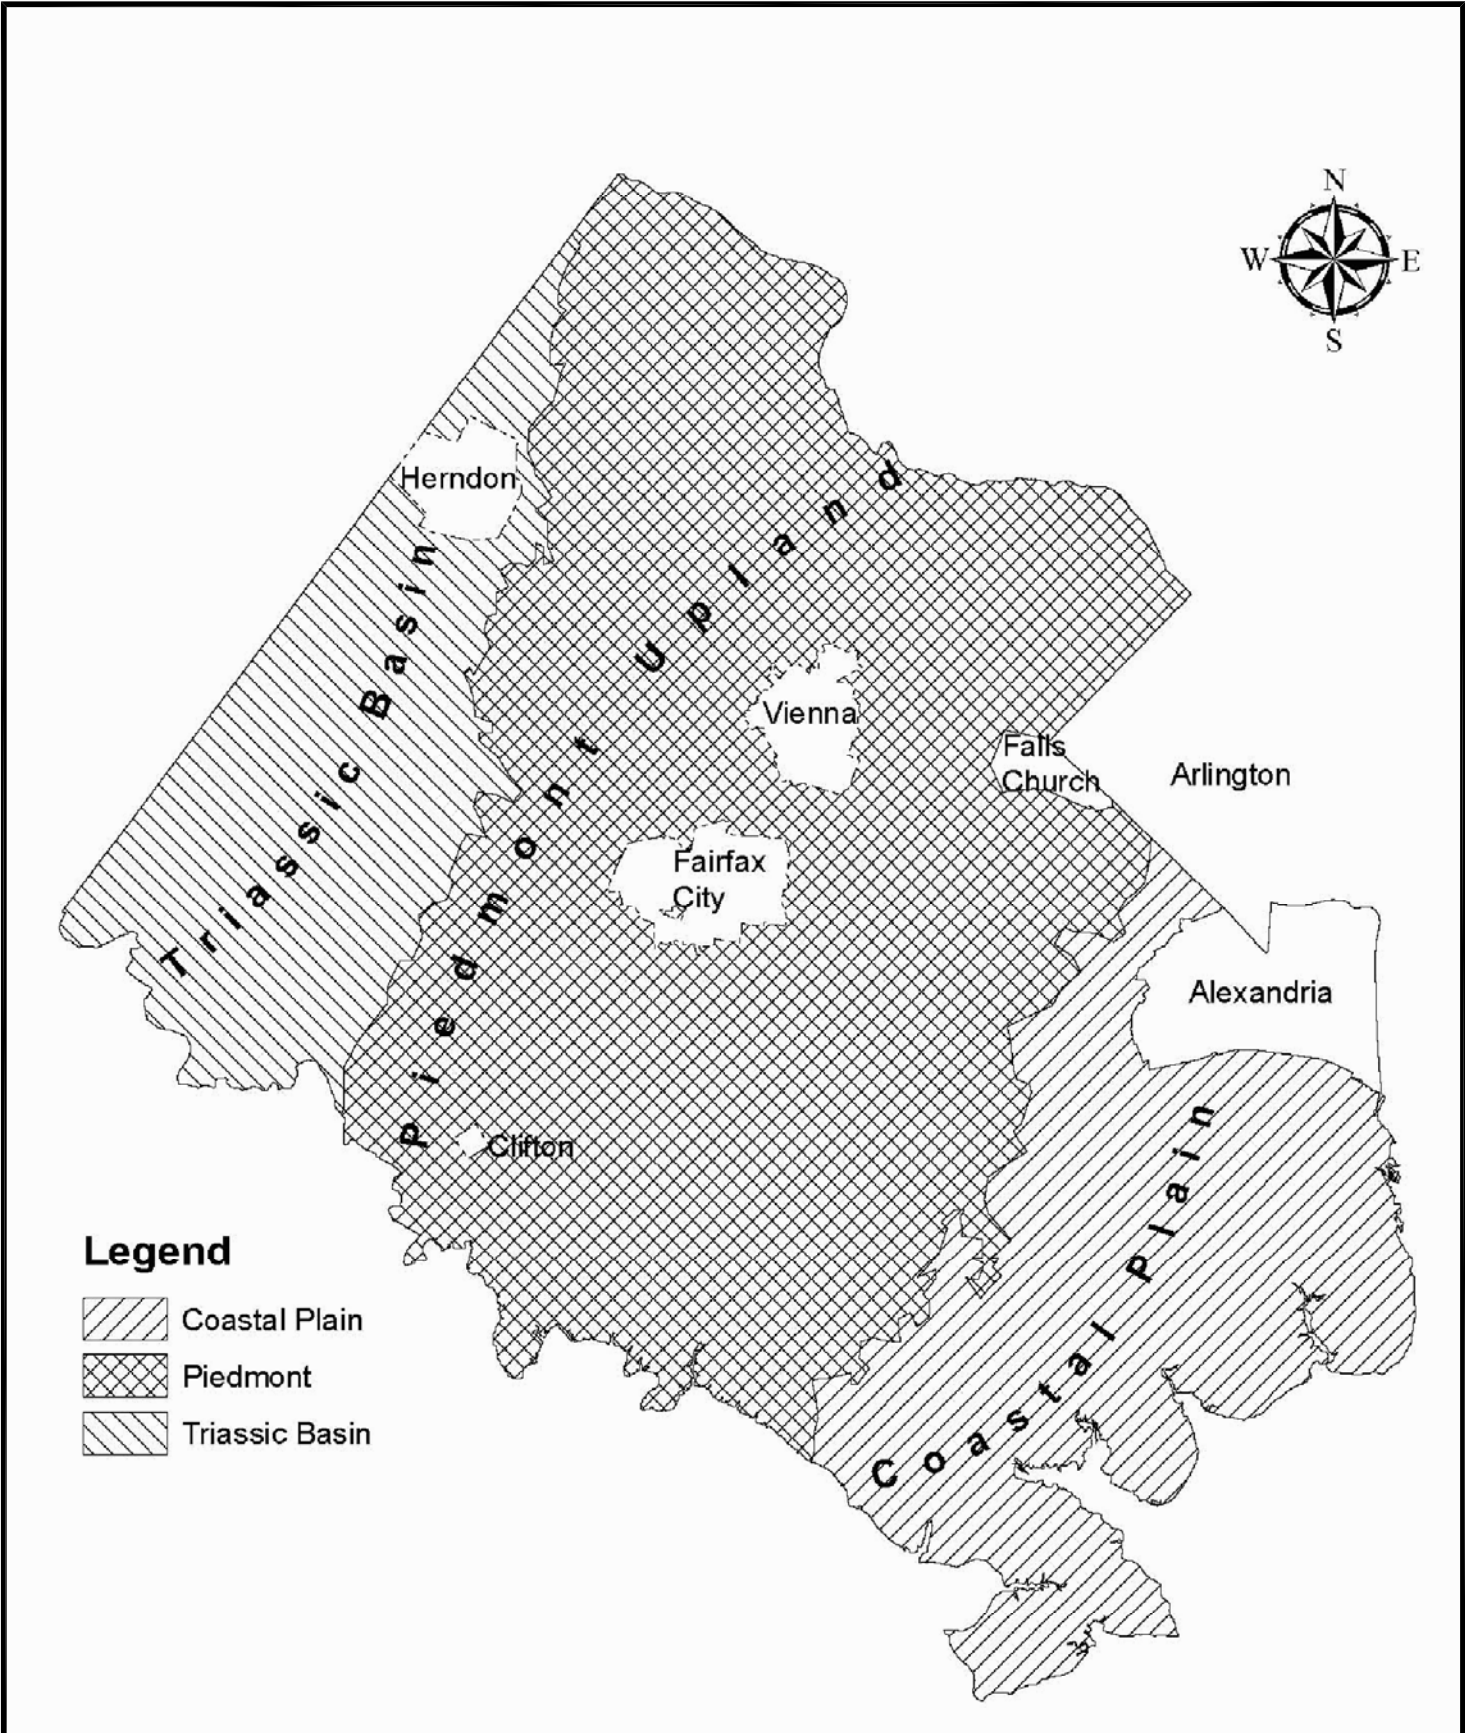 N
W
E
S
Herndon
Triassic Basin
Piedmont Upland
Vienna
Falls
Church
Arlington
Fairfax
City
Alexandria
Clifton
Coastal Plain
Legend
Coastal Plain
Piedmont
Triassic Basin